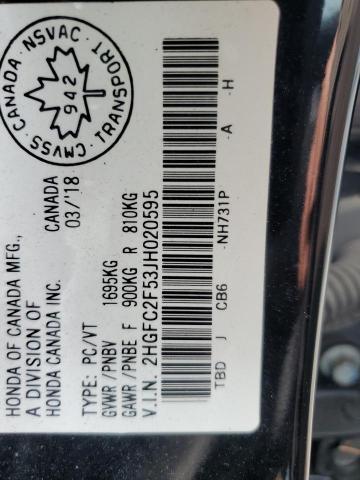 HONDA OF CANADA MFG.,
A DIVISION OF
HONDA CANADA INC.
CANADA
03/'18
CANADA · NSVAC · TRANSPORT · CMVSS
942
TYPE: PC/VT
GVWR /PNBV 1695KG
GAWR /PNBE F 900KG R 810KG
V.I.N. 2HGFC2F53JH020595
TBD J CB6 -NH731P -A -H